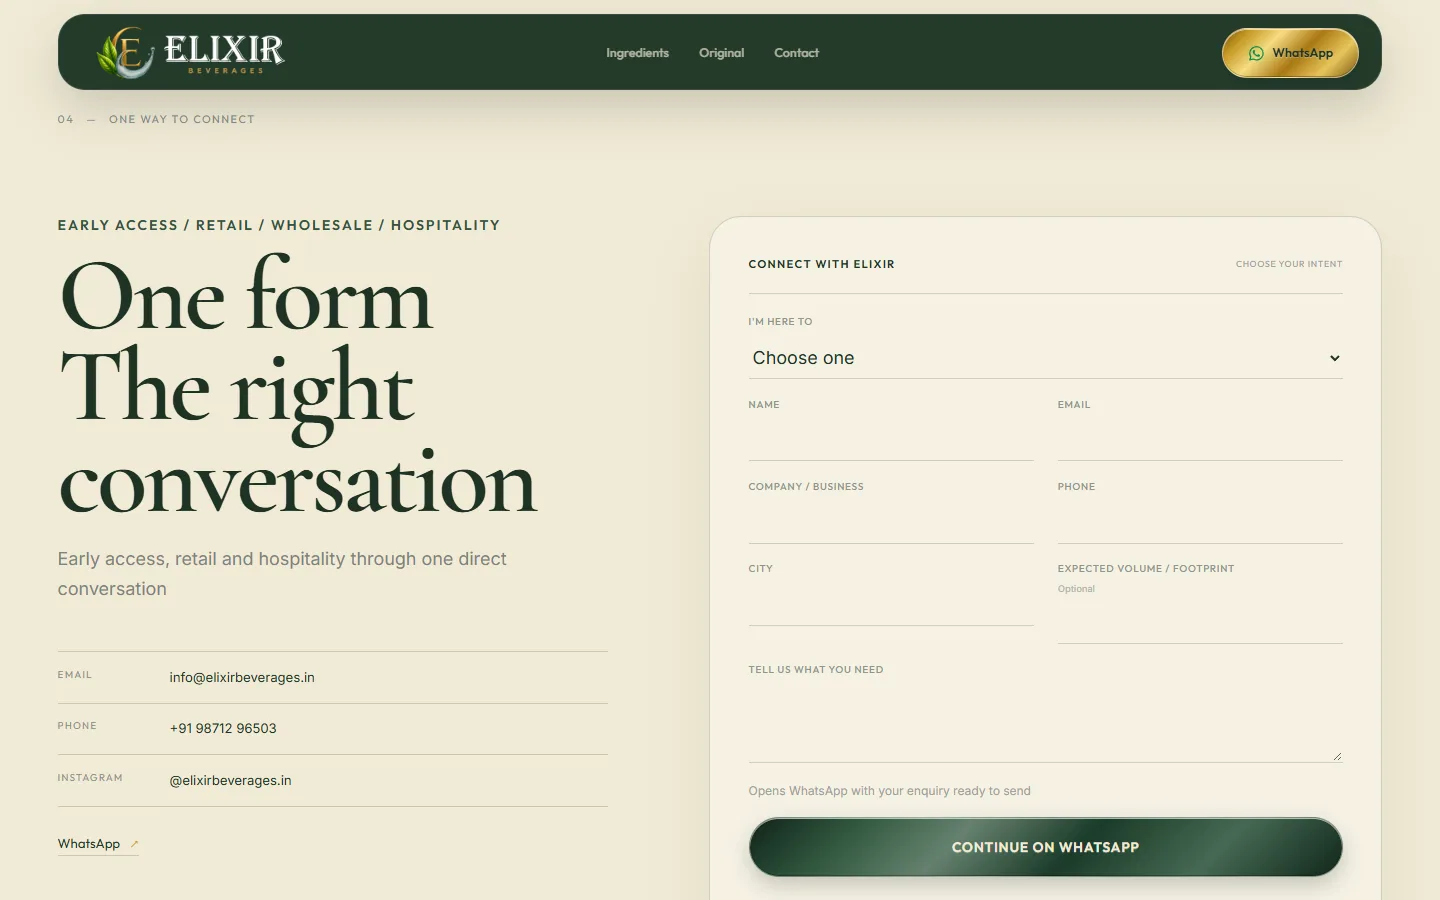 E ELIXIR
BEVERAGES
Ingredients
Original
Contact
WhatsApp
04 — ONE WAY TO CONNECT
EARLY ACCESS / RETAIL / WHOLESALE / HOSPITALITY
One form
The right
conversation
Early access, retail and hospitality through one direct
conversation
EMAIL
info@elixirbeverages.in
PHONE
+91 98712 96503
INSTAGRAM
@elixirbeverages.in
WhatsApp ↗
CONNECT WITH ELIXIR
CHOOSE YOUR INTENT
I'M HERE TO
Choose one
NAME
EMAIL
COMPANY / BUSINESS
PHONE
CITY
EXPECTED VOLUME / FOOTPRINT
Optional
TELL US WHAT YOU NEED
Opens WhatsApp with your enquiry ready to send
CONTINUE ON WHATSAPP